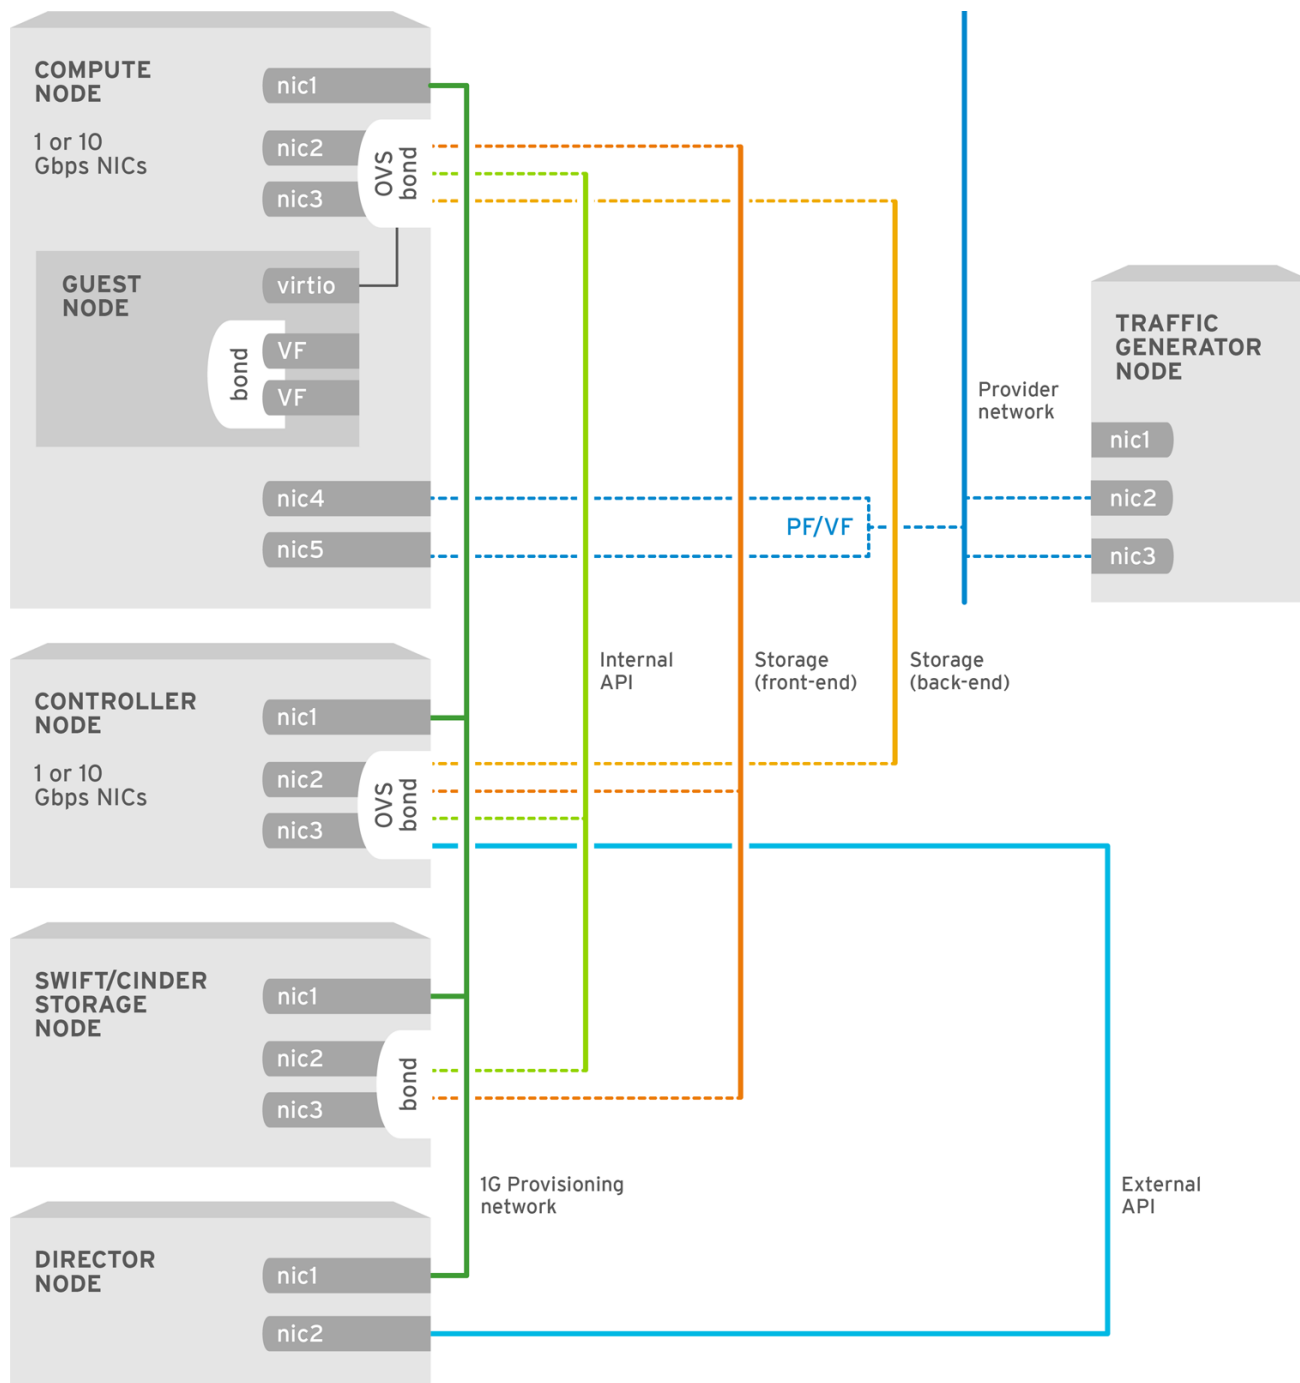 COMPUTE
NODE
1 or 10
Gbps NICs
nic1
nic2
nic3
OVS
bond
GUEST
NODE
virtio
bond
VF
VF
nic4
nic5
PF/VF
Provider
network
TRAFFIC
GENERATOR
NODE
nic1
nic2
nic3
Internal
API
Storage
(front-end)
Storage
(back-end)
CONTROLLER
NODE
1 or 10
Gbps NICs
nic1
nic2
nic3
OVS
bond
SWIFT/CINDER
STORAGE
NODE
nic1
nic2
nic3
bond
1G Provisioning
network
External
API
DIRECTOR
NODE
nic1
nic2